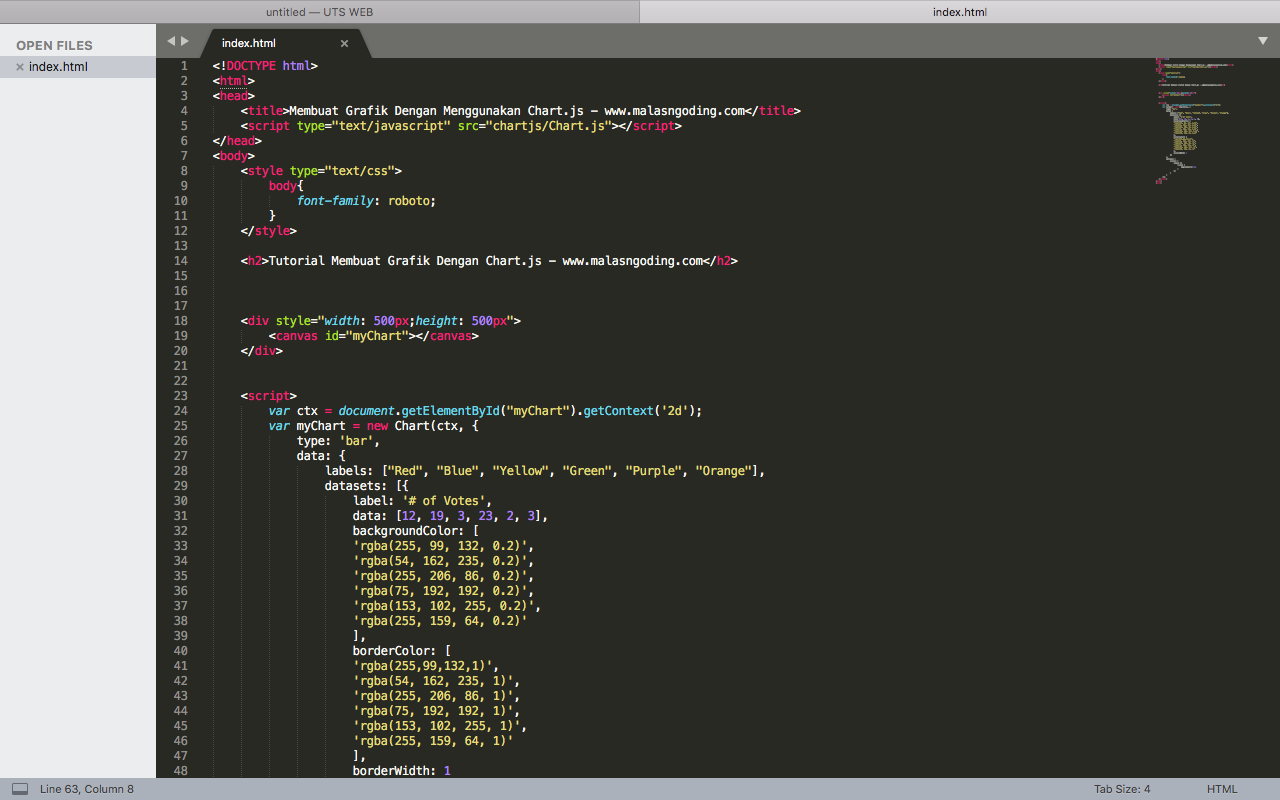 untitled — UTS WEB
index.html
OPEN FILES
index.html
index.html
1 <!DOCTYPE html>
2 <html>
3 <head>
4 <title>Membuat Grafik Dengan Menggunakan Chart.js - www.malasngoding.com</title>
5 <script type="text/javascript" src="chartjs/Chart.js"></script>
6 </head>
7 <body>
8 <style type="text/css">
9 body{
10 font-family: roboto;
11 }
12 </style>
13
14 <h2>Tutorial Membuat Grafik Dengan Chart.js - www.malasngoding.com</h2>
15
16
17
18 <div style="width: 500px;height: 500px">
19 <canvas id="myChart"></canvas>
20 </div>
21
22
23 <script>
24 var ctx = document.getElementById("myChart").getContext('2d');
25 var myChart = new Chart(ctx, {
26 type: 'bar',
27 data: {
28 labels: ["Red", "Blue", "Yellow", "Green", "Purple", "Orange"],
29 datasets: [{
30 label: '# of Votes',
31 data: [12, 19, 3, 23, 2, 3],
32 backgroundColor: [
33 'rgba(255, 99, 132, 0.2)',
34 'rgba(54, 162, 235, 0.2)',
35 'rgba(255, 206, 86, 0.2)',
36 'rgba(75, 192, 192, 0.2)',
37 'rgba(153, 102, 255, 0.2)',
38 'rgba(255, 159, 64, 0.2)'
39 ],
40 borderColor: [
41 'rgba(255,99,132,1)',
42 'rgba(54, 162, 235, 1)',
43 'rgba(255, 206, 86, 1)',
44 'rgba(75, 192, 192, 1)',
45 'rgba(153, 102, 255, 1)',
46 'rgba(255, 159, 64, 1)'
47 ],
48 borderWidth: 1
Line 63, Column 8
Tab Size: 4
HTML